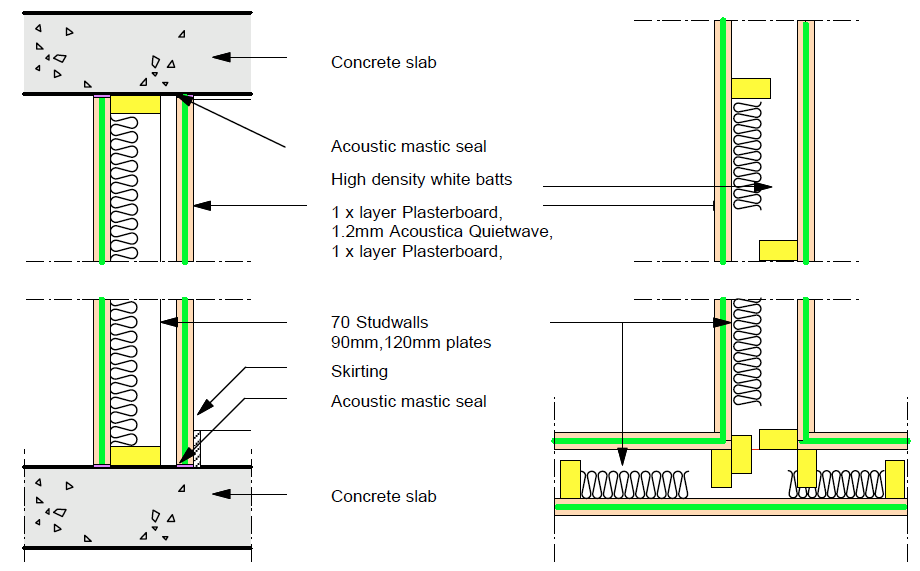 Concrete slab
Acoustic mastic seal
High density white batts
1 x layer Plasterboard,
1.2mm Acoustica Quietwave,
1 x layer Plasterboard,
70 Studwalls
90mm,120mm plates
Skirting
Acoustic mastic seal
Concrete slab